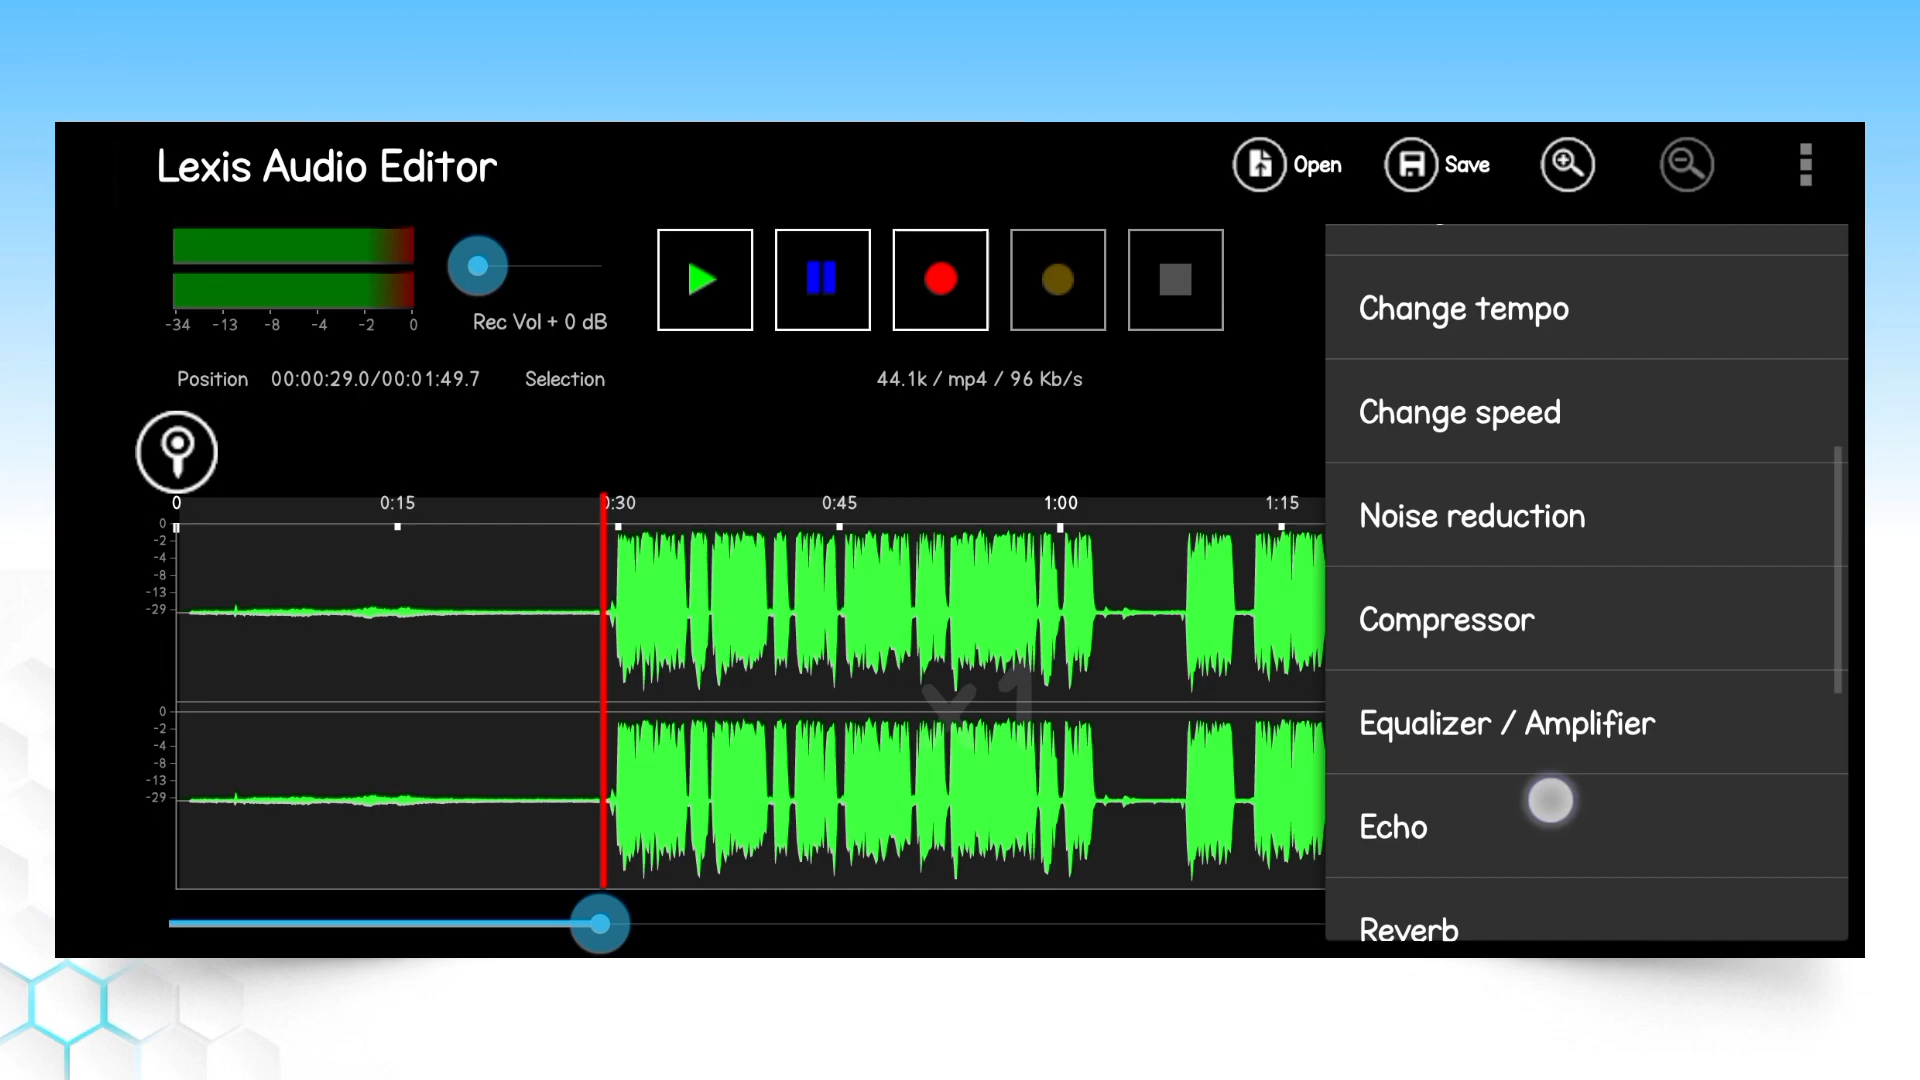 Lexis Audio Editor
Open
Save
-34 -13 -8 -4 -2 0
Rec Vol + 0 dB
Position 00:00:29.0/00:01:49.7 Selection 44.1k / mp4 / 96 Kb/s
0 0:15 0:30 0:45 1:00 1:15
0
-2
-4
-8
-13
-29
0
-2
-4
-8
-13
-29
x1
Change tempo
Change speed
Noise reduction
Compressor
Equalizer / Amplifier
Echo
Reverb